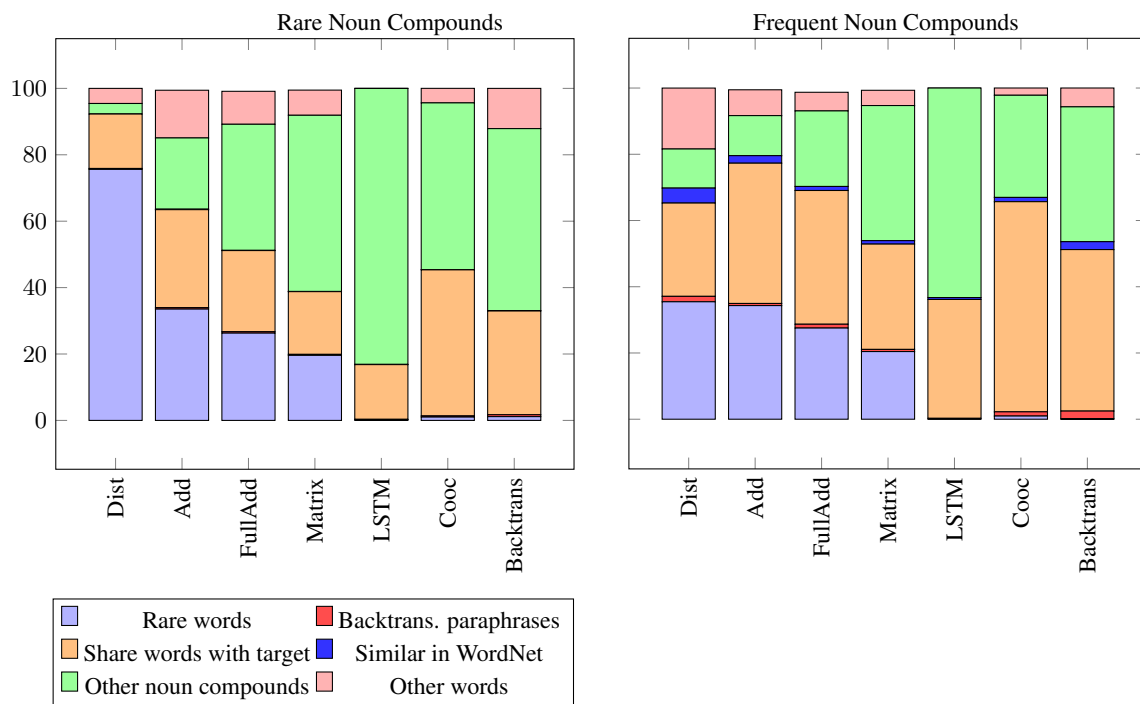 Rare Noun Compounds
Frequent Noun Compounds
100
80
60
40
20
0
Dist
Add
FullAdd
Matrix
LSTM
Cooc
Backtrans
Dist
Add
FullAdd
Matrix
LSTM
Cooc
Backtrans
Rare words
Backtrans. paraphrases
Share words with target
Similar in WordNet
Other noun compounds
Other words